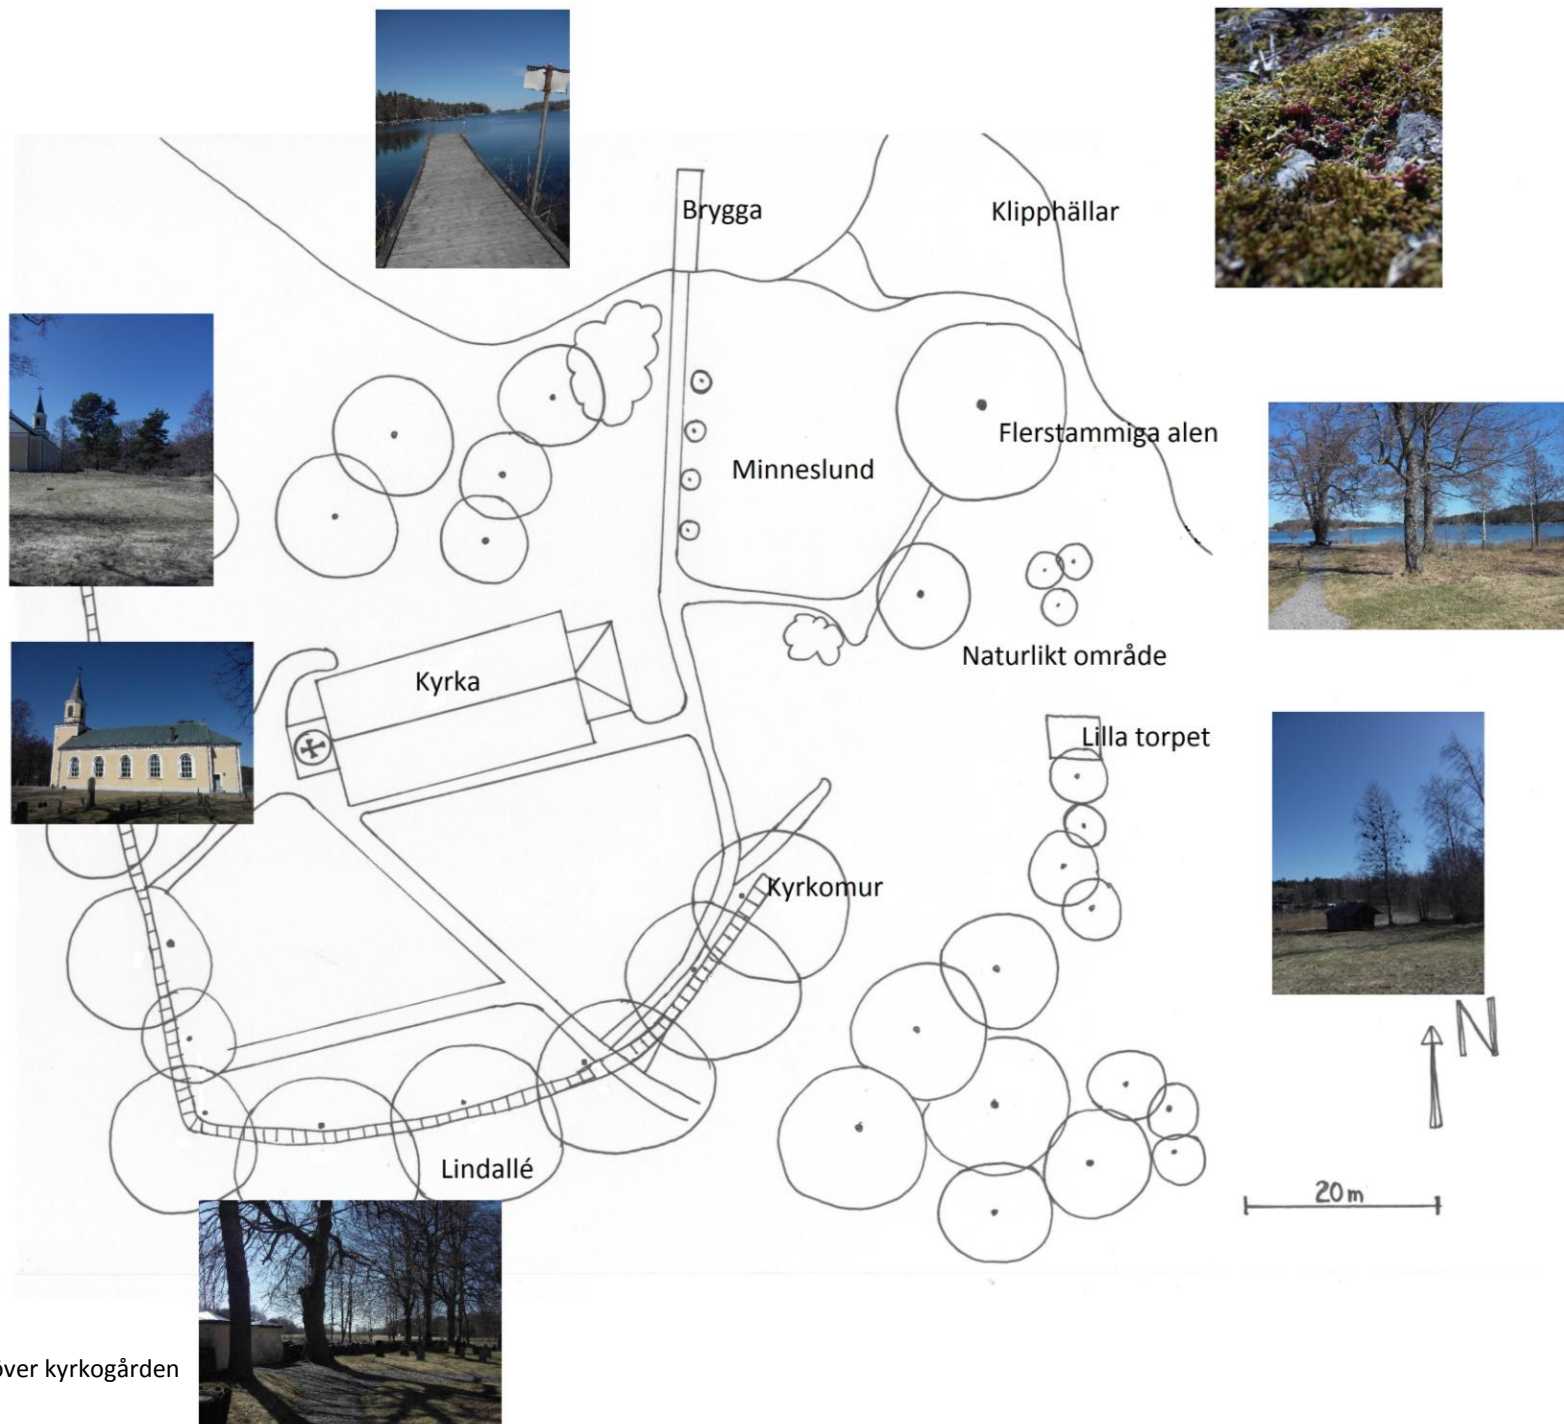 Brygga
Klipphällar
Flerstammiga alen
Minneslund
Naturlikt område
Kyrka
Lilla torpet
Kyrkomur
N
Lindallé
20 m
över kyrkogården